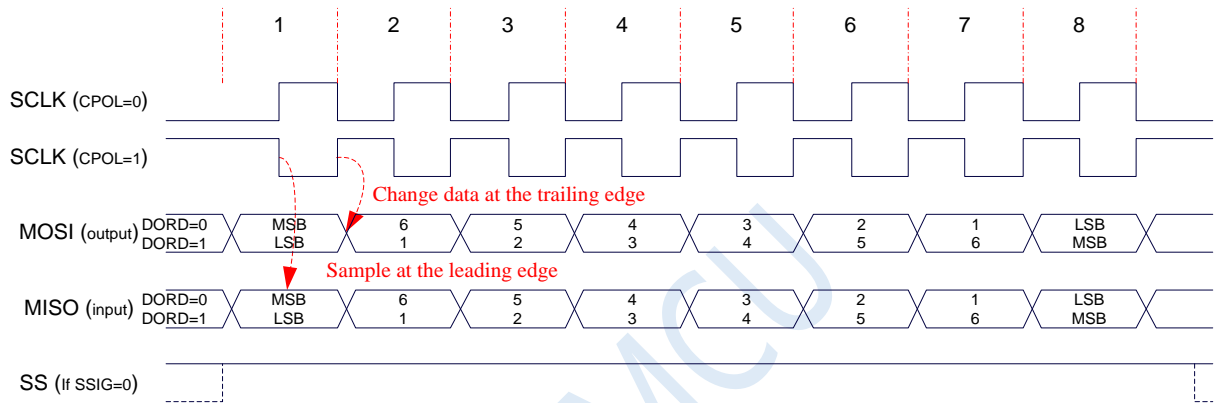 1 2 3 4 5 6 7 8
SCLK (CPOL=0)
SCLK (CPOL=1)
Change data at the trailing edge
MOSI (output) DORD=0 MSB 6 5 4 3 2 1 LSB
DORD=1 LSB 1 2 3 4 5 6 MSB
Sample at the leading edge
MISO (input) DORD=0 MSB 6 5 4 3 2 1 LSB
DORD=1 LSB 1 2 3 4 5 6 MSB
SS (If SSIG=0)
MCU